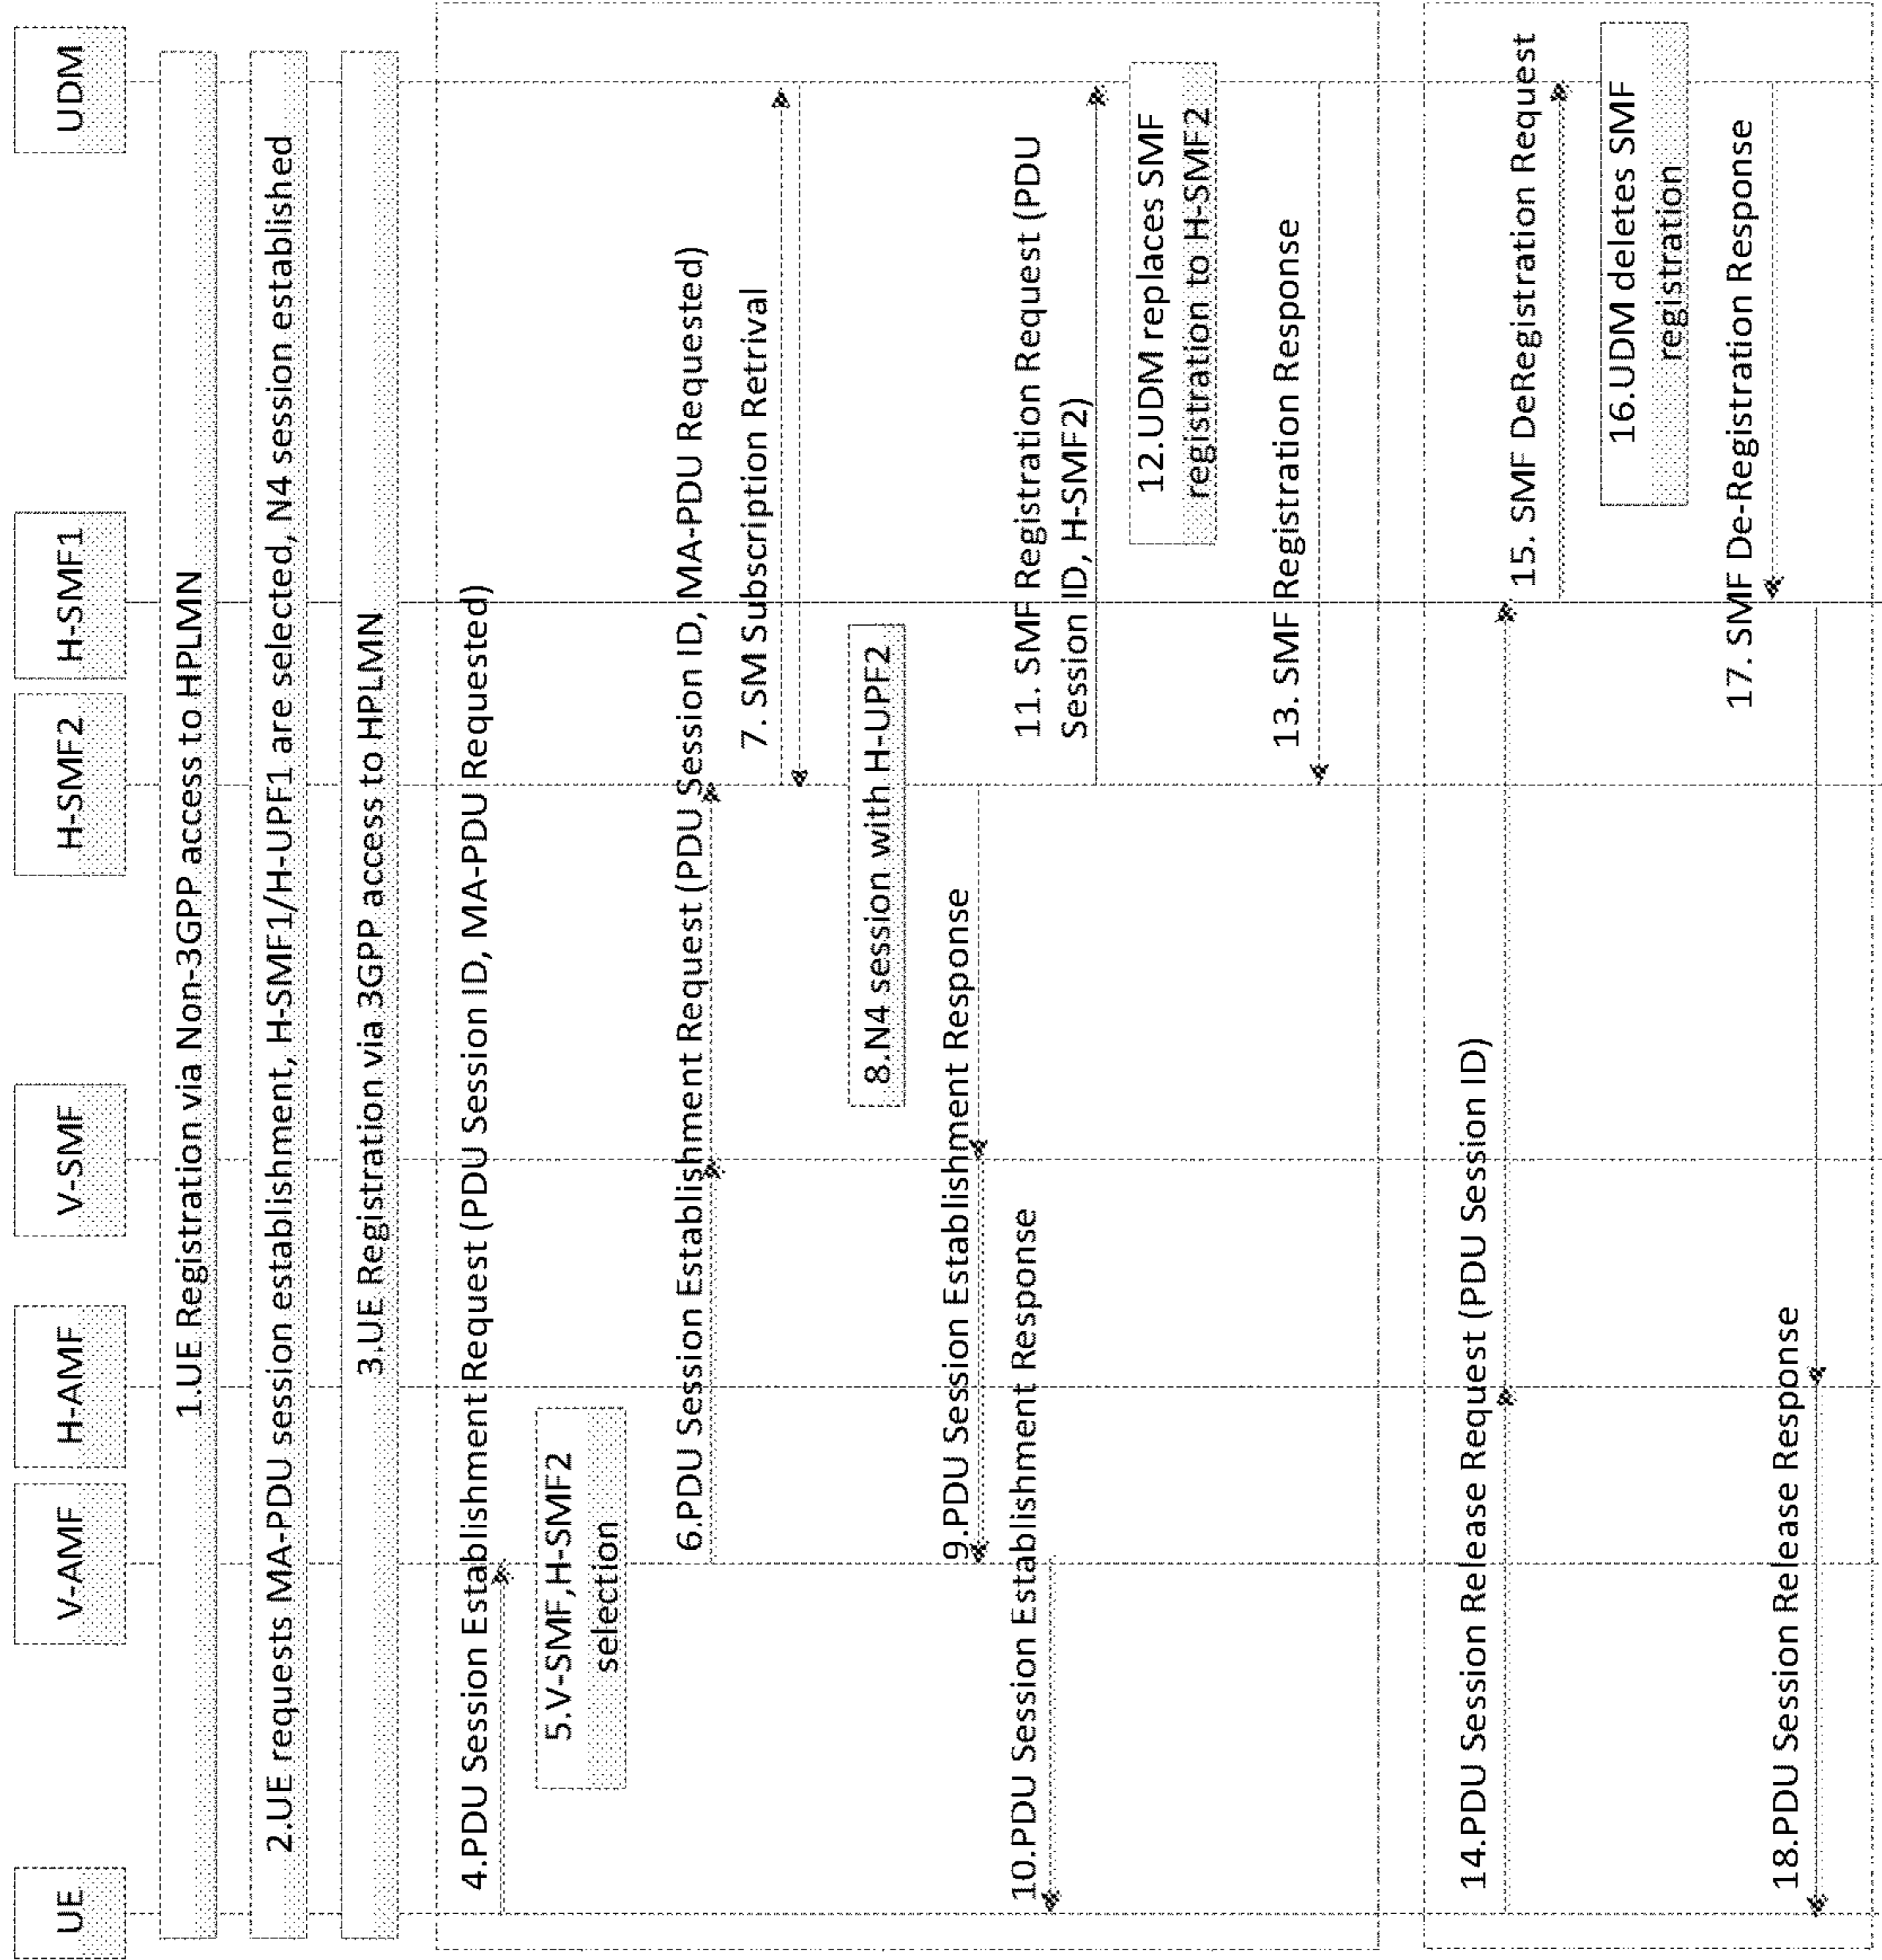 UE
V-AMF
H-AMF
V-SMF
H-SMF2
H-SMF1
UDM
1.UE Registration via Non-3GPP access to HPLMN
2.UE requests MA-PDU session establishment, H-SMF1/H-UPF1 are selected, N4 session established
3.UE Registration via 3GPP access to HPLMN
4.PDU Session Establishment Request (PDU Session ID, MA-PDU Requested)
5.V-SMF,H-SMF2
selection
6.PDU Session Establishment Request (PDU Session ID, MA-PDU Requested)
7. SM Subscription Retrival
8.N4 session with H-UPF2
9.PDU Session Establishment Response
10.PDU Session Establishment Response
11. SMF Registration Request (PDU
Session ID, H-SMF2)
12.UDM replaces SMF
registration to H-SMF2
13. SMF Registration Response
14.PDU Session Release Request (PDU Session ID)
15. SMF DeRegistration Request
16.UDM deletes SMF
registration
17. SMF De-Registration Response
18.PDU Session Release Response